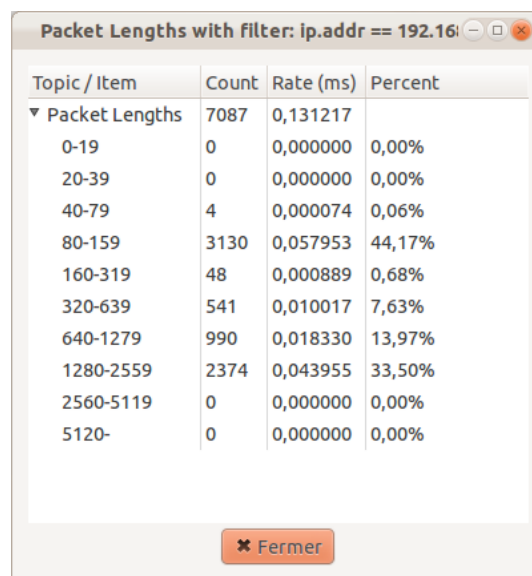 Packet Lengths with filter: ip.addr == 192.16
Topic / Item Count Rate (ms) Percent
Packet Lengths 7087 0,131217
0-19 0 0,000000 0,00%
20-39 0 0,000000 0,00%
40-79 4 0,000074 0,06%
80-159 3130 0,057953 44,17%
160-319 48 0,000889 0,68%
320-639 541 0,010017 7,63%
640-1279 990 0,018330 13,97%
1280-2559 2374 0,043955 33,50%
2560-5119 0 0,000000 0,00%
5120- 0 0,000000 0,00%
Fermer